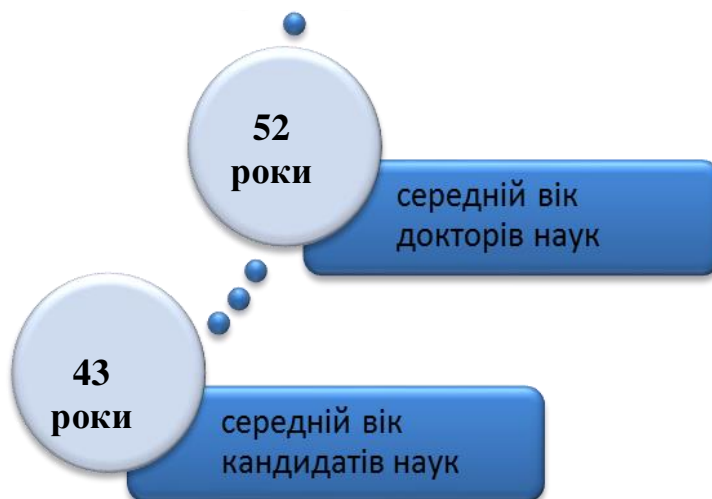 52
роки
середній вік
докторів наук
43
роки
середній вік
кандидатів наук